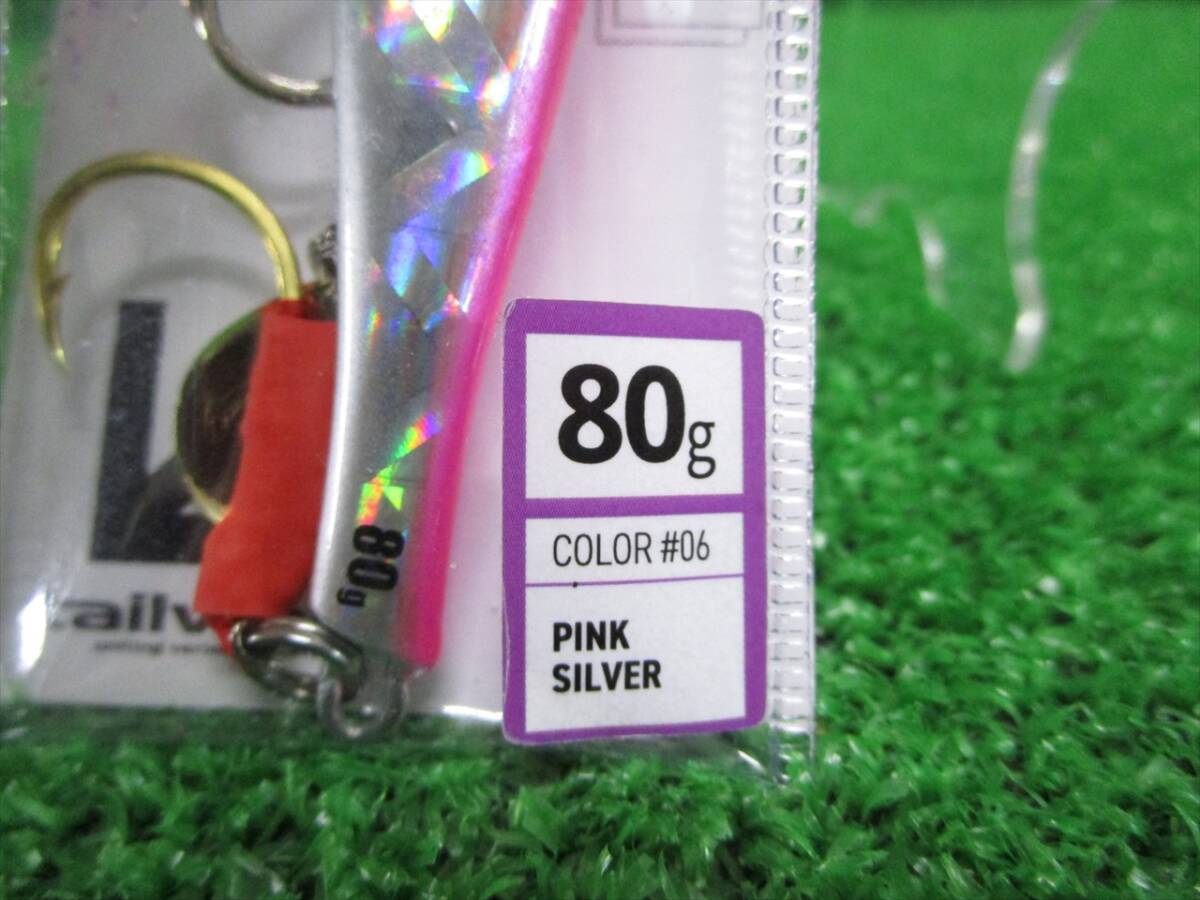 80g
COLOR #06
PINK
SILVER
80g